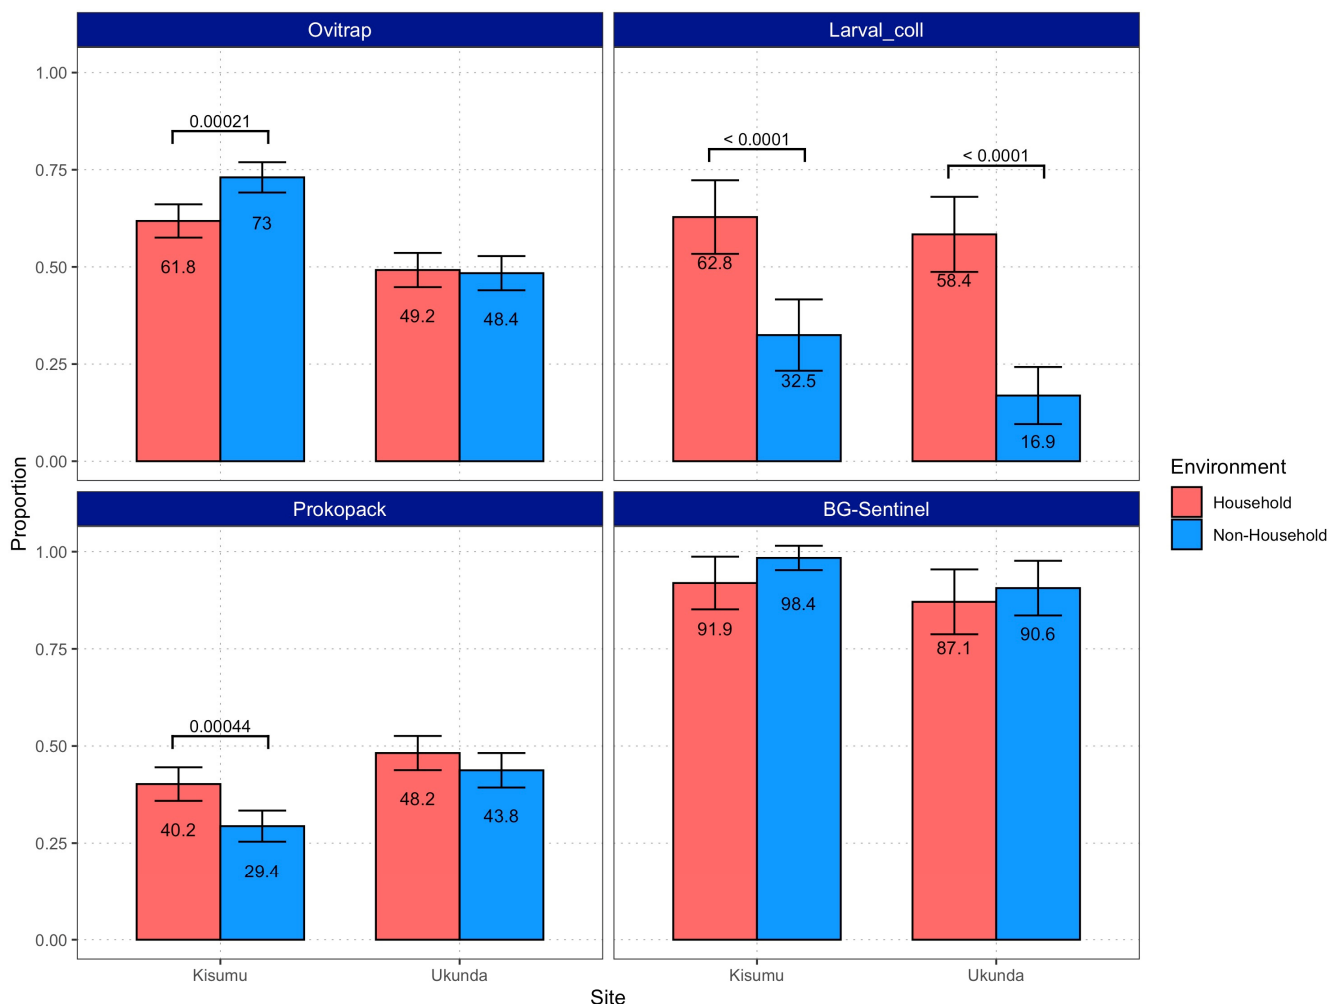 Ovitrap
Larval_coll
1.00
0.75
0.50
0.25
0.00
0.00021
61.8
73
49.2
48.4
< 0.0001
< 0.0001
62.8
32.5
58.4
16.9
Prokopack
BG-Sentinel
1.00
0.75
0.50
0.25
0.00
0.00044
40.2
29.4
48.2
43.8
91.9
98.4
87.1
90.6
Kisumu
Ukunda
Kisumu
Ukunda
Site
Proportion
Environment
Household
Non-Household